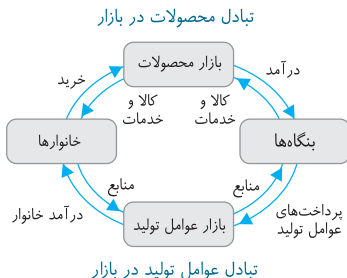 تبادل محصولات در بازار
بازار محصولات
درآمد
خرید
کالا و
خدمات
کالا و
خدمات
بنگاه‌ها
خانوارها
منابع
منابع
پرداخت‌های
عوامل تولید
درآمد خانوار
بازار عوامل تولید
تبادل عوامل تولید در بازار